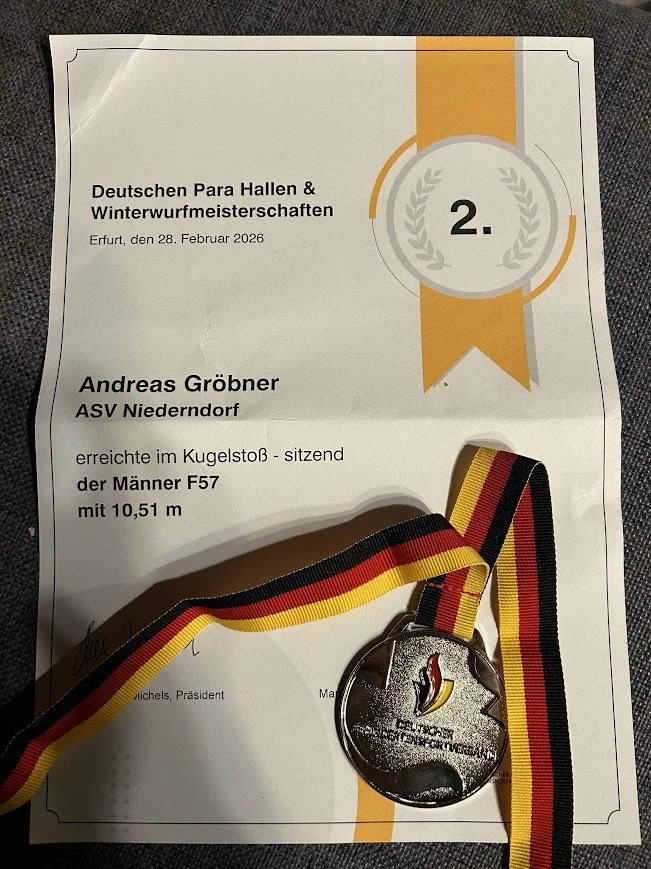 2.
Deutschen Para Hallen &
Winterwurfmeisterschaften
Erfurt, den 28. Februar 2026
Andreas Gröbner
ASV Niederndorf
erreichte im Kugelstoß - sitzend
der Männer F57
mit 10,51 m
Präsident
DEUTSCHER